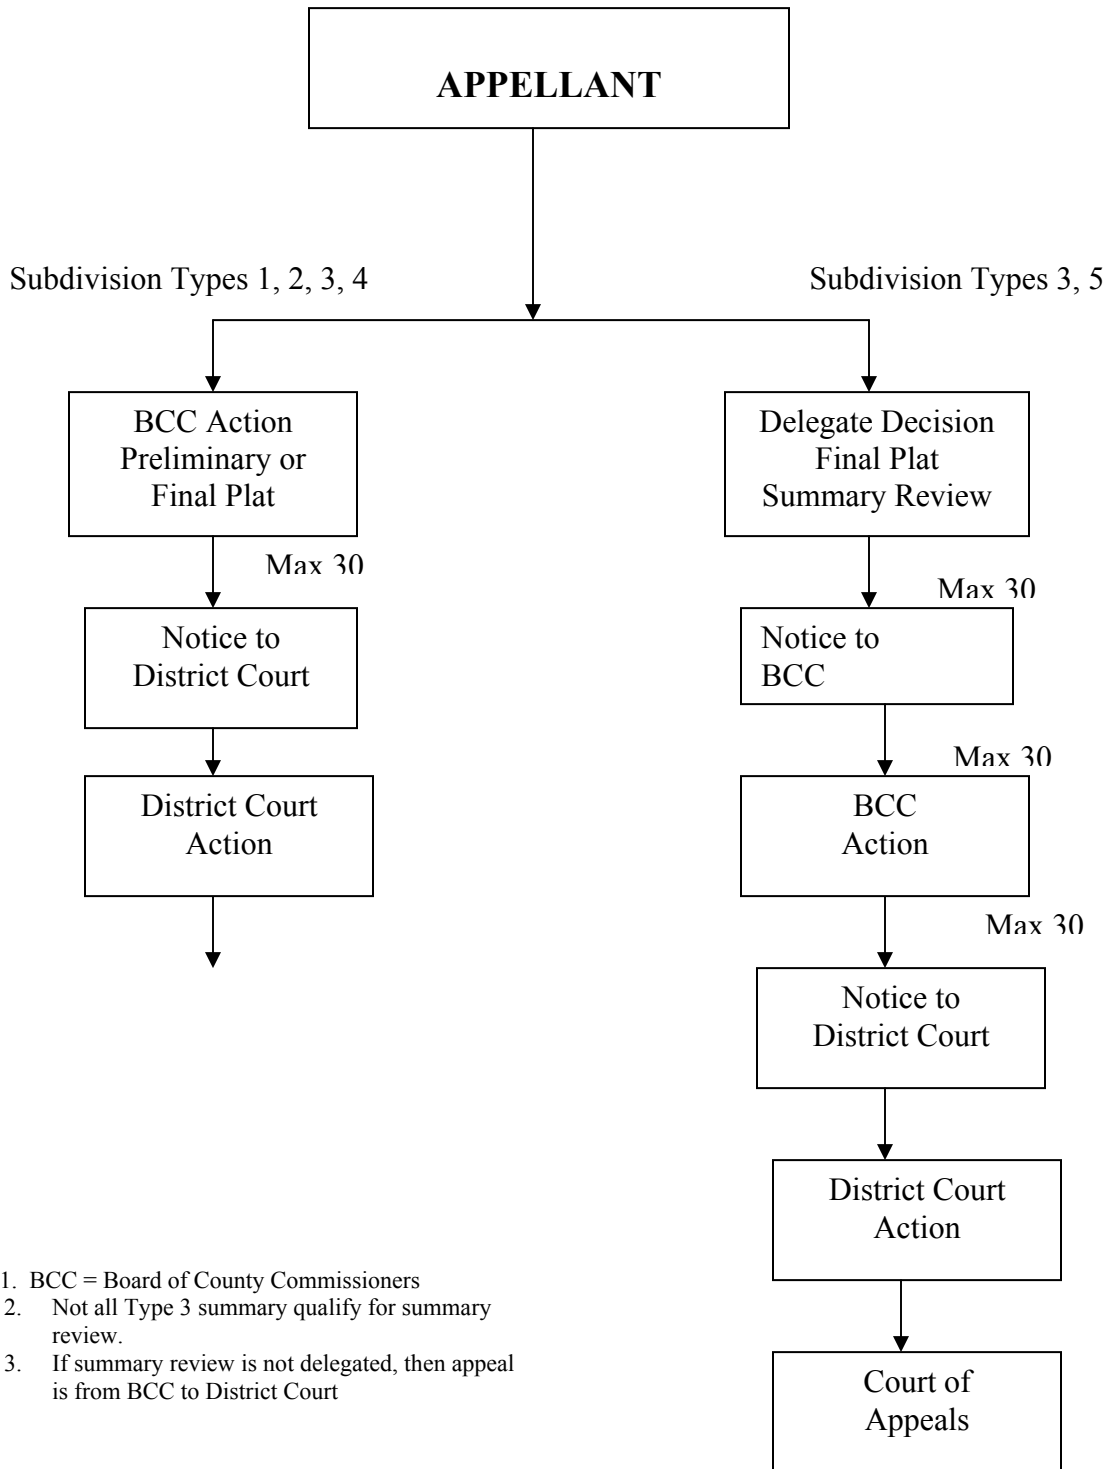 APPELLANT
Subdivision Types 1, 2, 3, 4
Subdivision Types 3, 5
BCC Action
Preliminary or
Final Plat
Max 30
Notice to
District Court
District Court
Action
Delegate Decision
Final Plat
Summary Review
Max 30
Notice to
BCC
Max 30
BCC
Action
Max 30
Notice to
District Court
District Court
Action
Court of
Appeals
1. BCC = Board of County Commissioners
2. Not all Type 3 summary qualify for summary
review.
3. If summary review is not delegated, then appeal
is from BCC to District Court